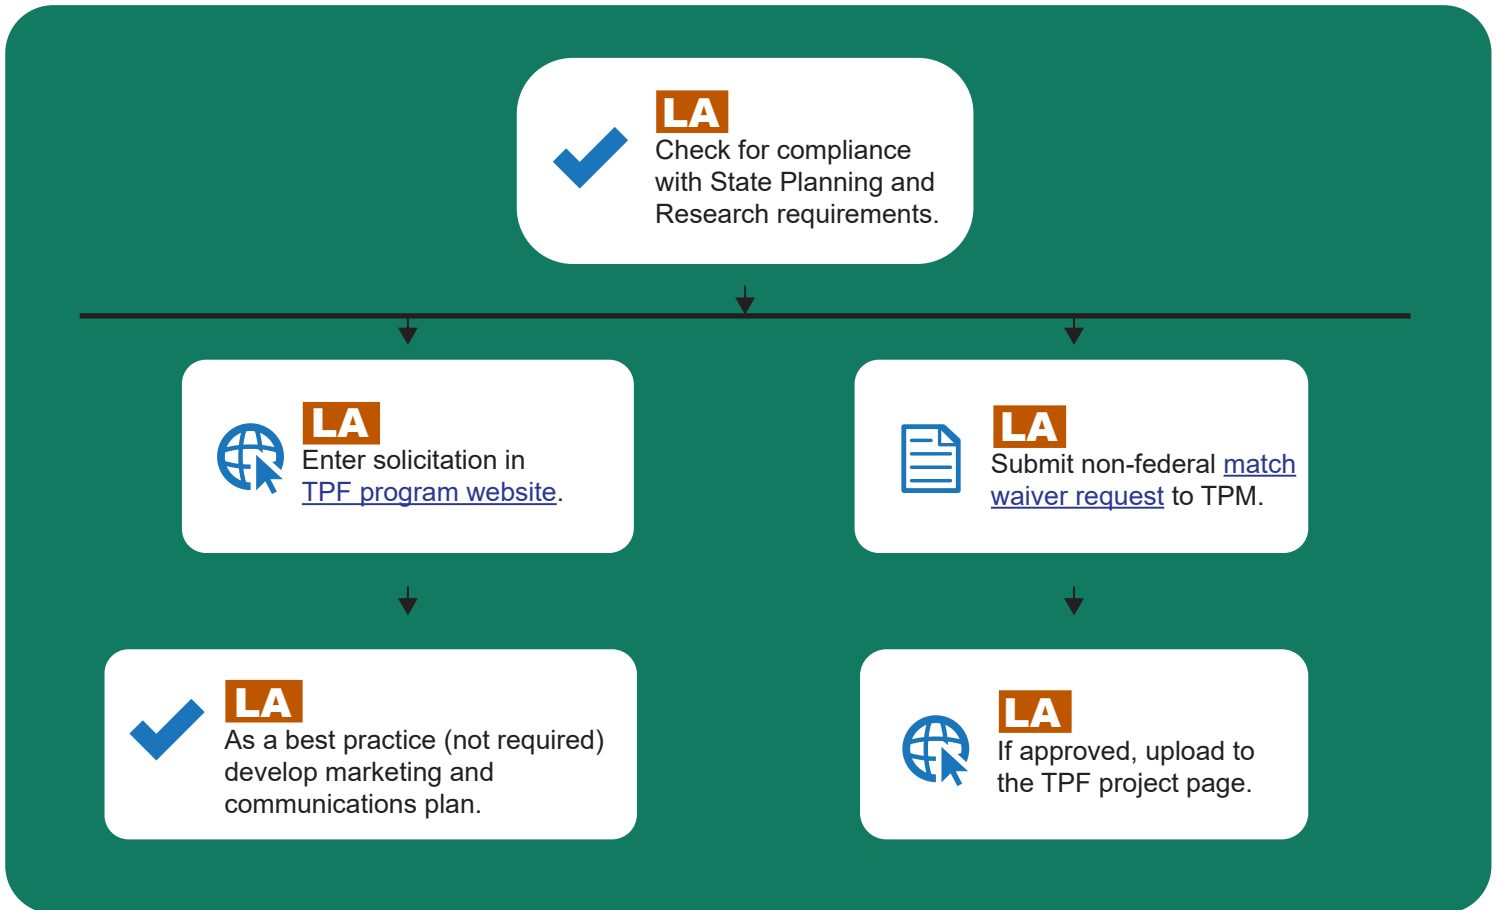 LA
Check for compliance
with State Planning and
Research requirements.
LA
Enter solicitation in
TPF program website.
LA
Submit non-federal match
waiver request to TPM.
LA
As a best practice (not required)
develop marketing and
communications plan.
LA
If approved, upload to
the TPF project page.